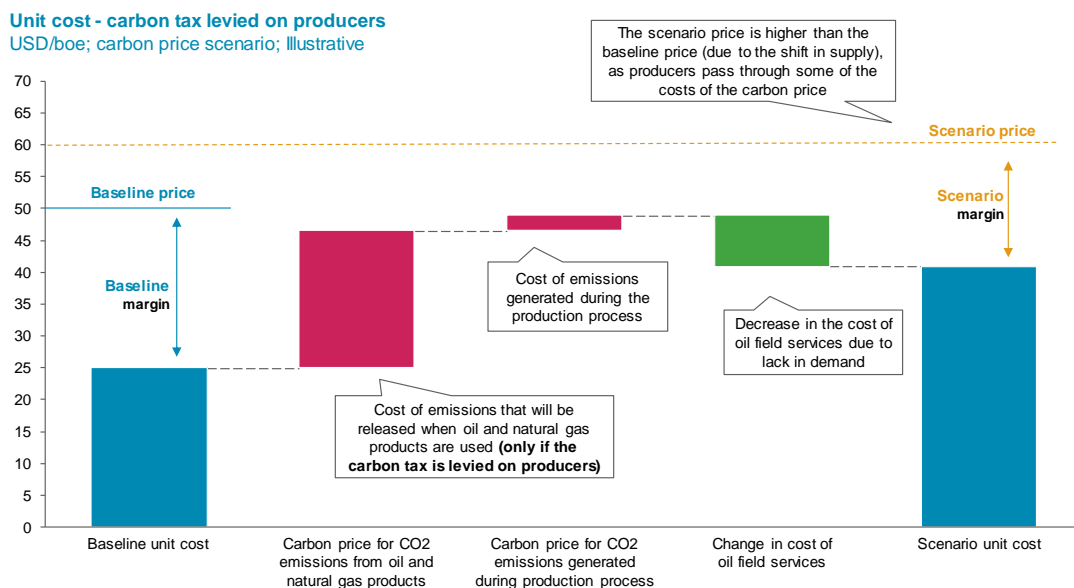 Unit cost - carbon tax levied on producers
USD/boe; carbon price scenario; Illustrative
The scenario price is higher than the
baseline price (due to the shift in supply),
as producers pass through some of the
costs of the carbon price
70
65
60
55
50
45
40
35
30
25
20
15
10
5
0
Scenario price
Baseline price
Scenario
margin
Baseline
margin
Cost of emissions
generated during the
production process
Decrease in the cost of
oil field services due to
lack in demand
Cost of emissions that will be
released when oil and natural gas
products are used (only if the
carbon tax is levied on producers)
Baseline unit cost
Carbon price for CO2
emissions from oil and
natural gas products
Carbon price for CO2
emissions generated
during production process
Change in cost of
oil field services
Scenario unit cost